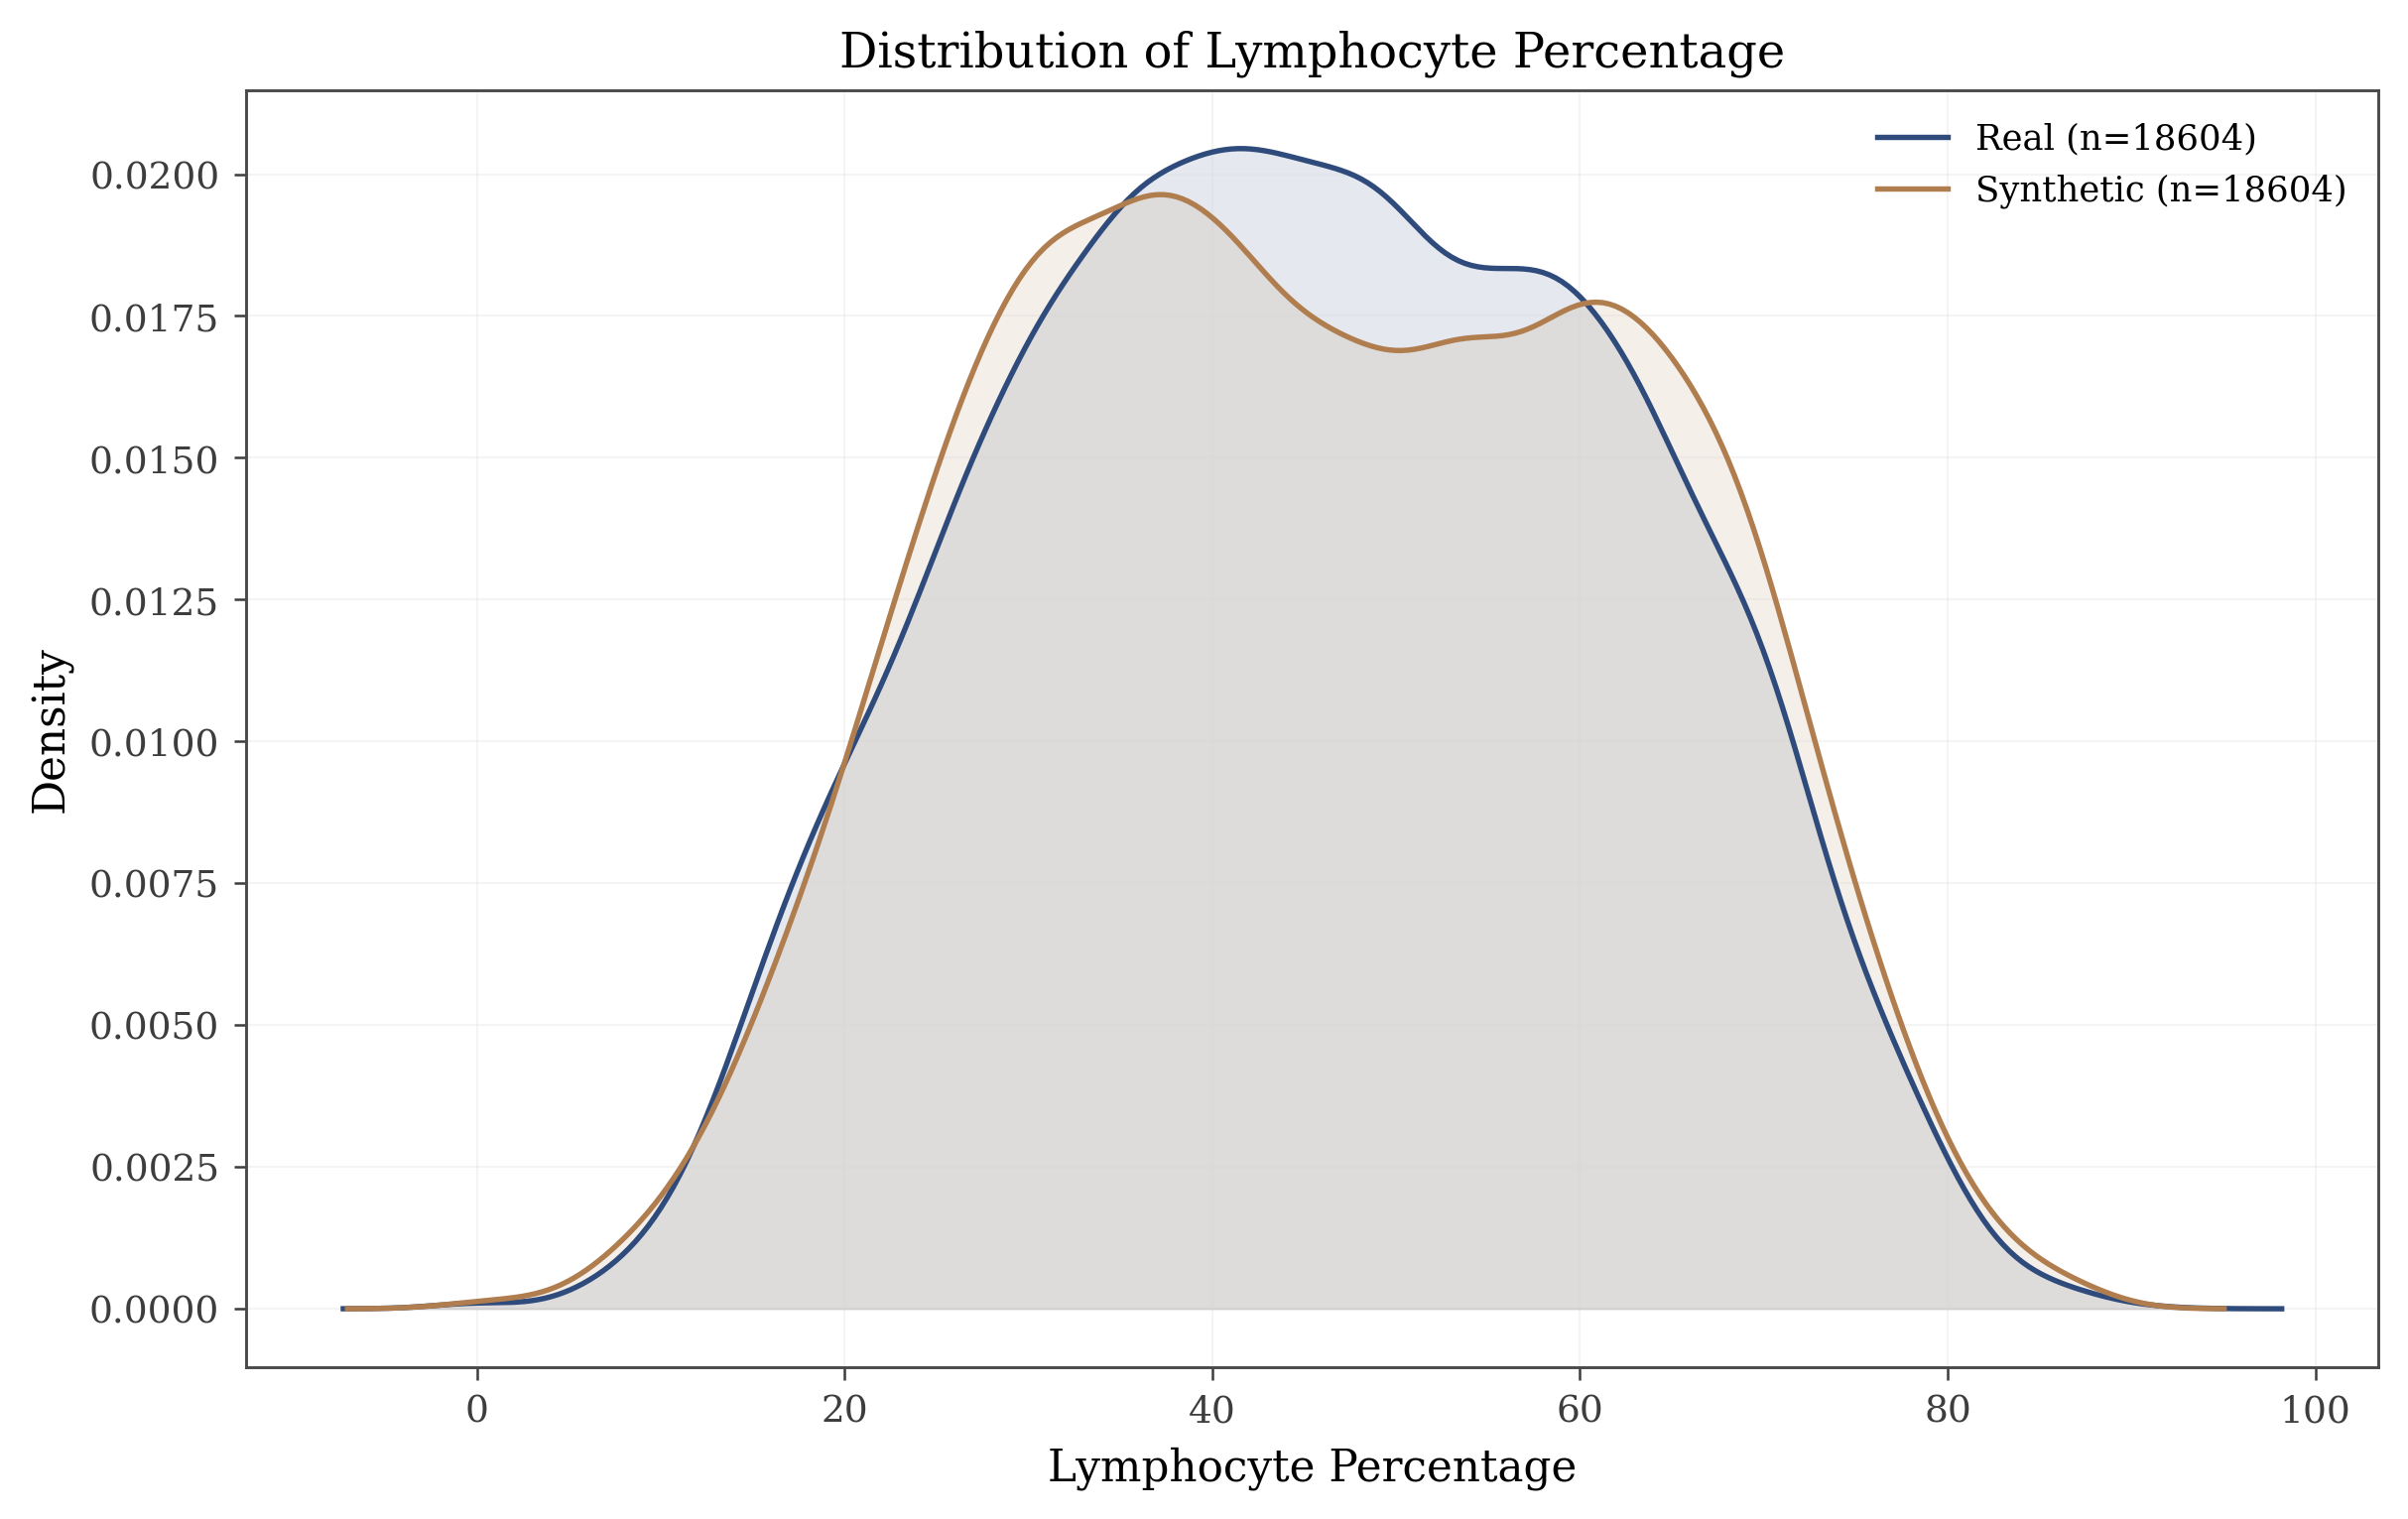 Distribution of Lymphocyte Percentage
Real (n=18604)
Synthetic (n=18604)
Density
0.0200
0.0175
0.0150
0.0125
0.0100
0.0075
0.0050
0.0025
0.0000
0 20 40 60 80 100
Lymphocyte Percentage